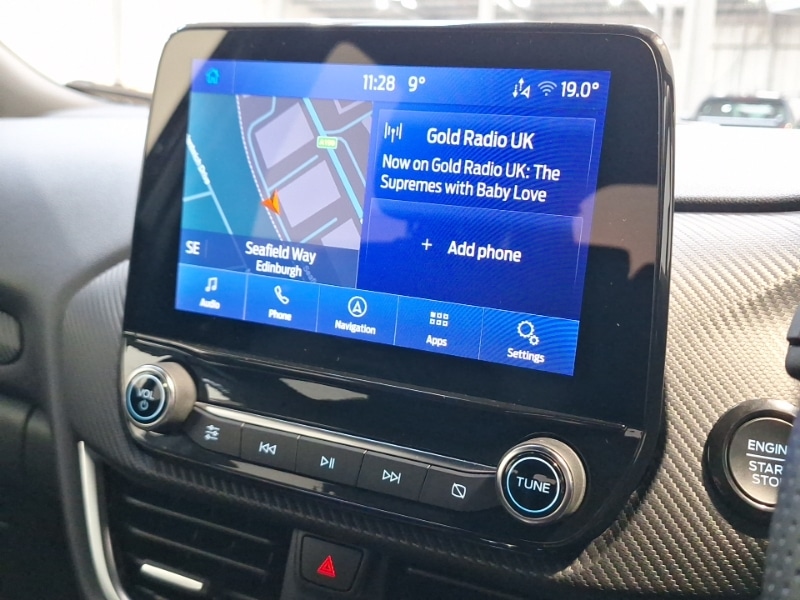 11:28 9° 19.0°
Gold Radio UK
Now on Gold Radio UK: The
Supremes with Baby Love
+ Add phone
SE Seafield Way
Edinburgh
Audio Phone Navigation Apps Settings
VOL
TUNE
ENGIN
STAR
STO